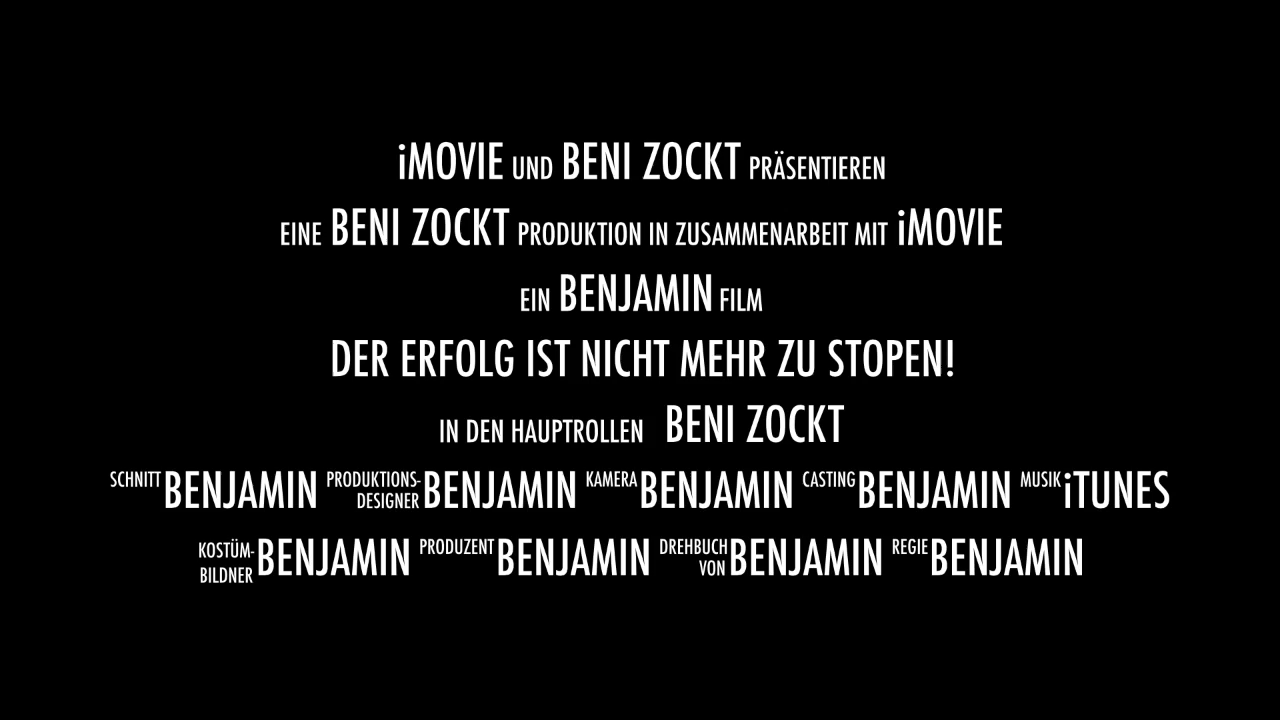 iMOVIE UND BENI ZOCKT PRÄSENTIEREN
EINE BENI ZOCKT PRODUKTION IN ZUSAMMENARBEIT MIT iMOVIE
EIN BENJAMIN FILM
DER ERFOLG IST NICHT MEHR ZU STOPEN!
IN DEN HAUPTROLLEN BENI ZOCKT
SCHNITT BENJAMIN PRODUKTIONS-DESIGNER BENJAMIN KAMERA BENJAMIN CASTING BENJAMIN MUSIK iTUNES
KOSTÜM-BILDNER BENJAMIN PRODUZENT BENJAMIN DREHBUCH VON BENJAMIN REGIE BENJAMIN